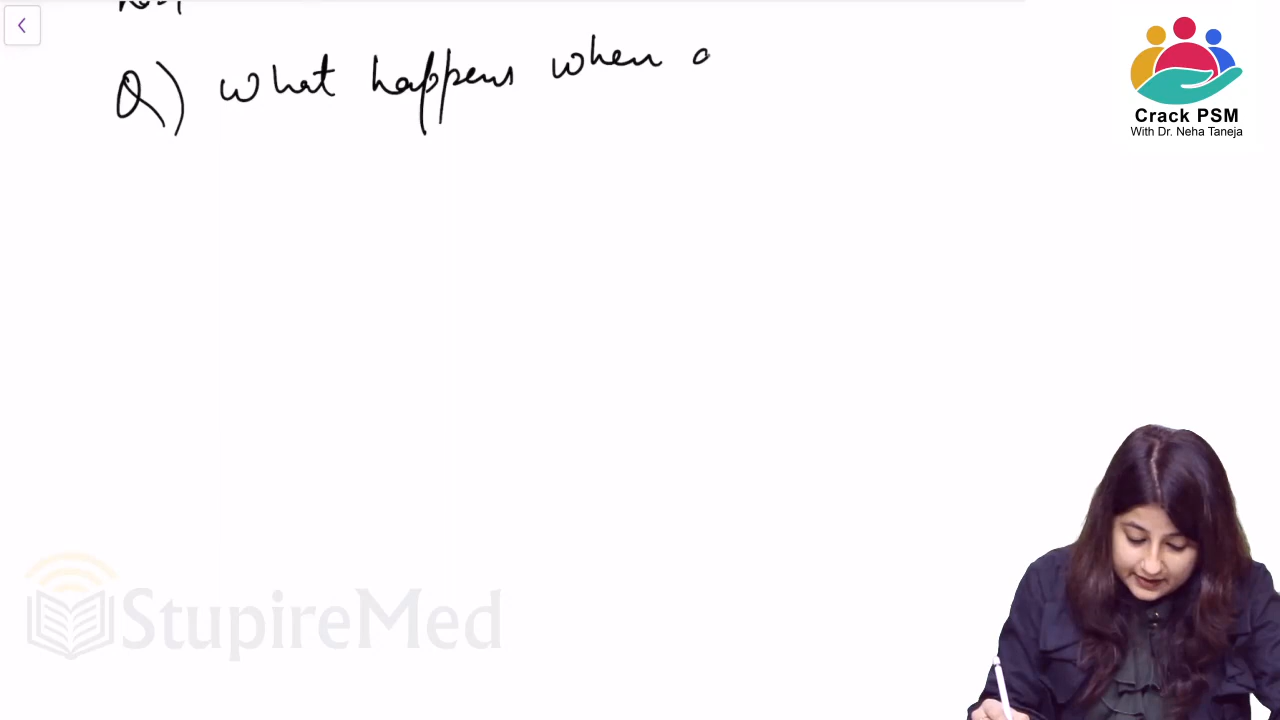 Q) What happens when a
Crack PSM
With Dr. Neha Taneja
StupireMed